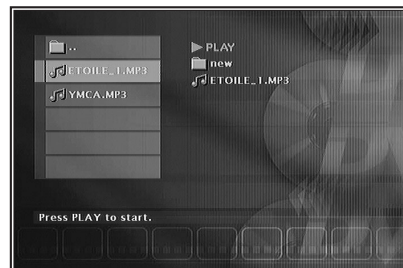 ..
ETOILE_1.MP3
YMCA.MP3
PLAY
new
ETOILE_1.MP3
Press PLAY to start.